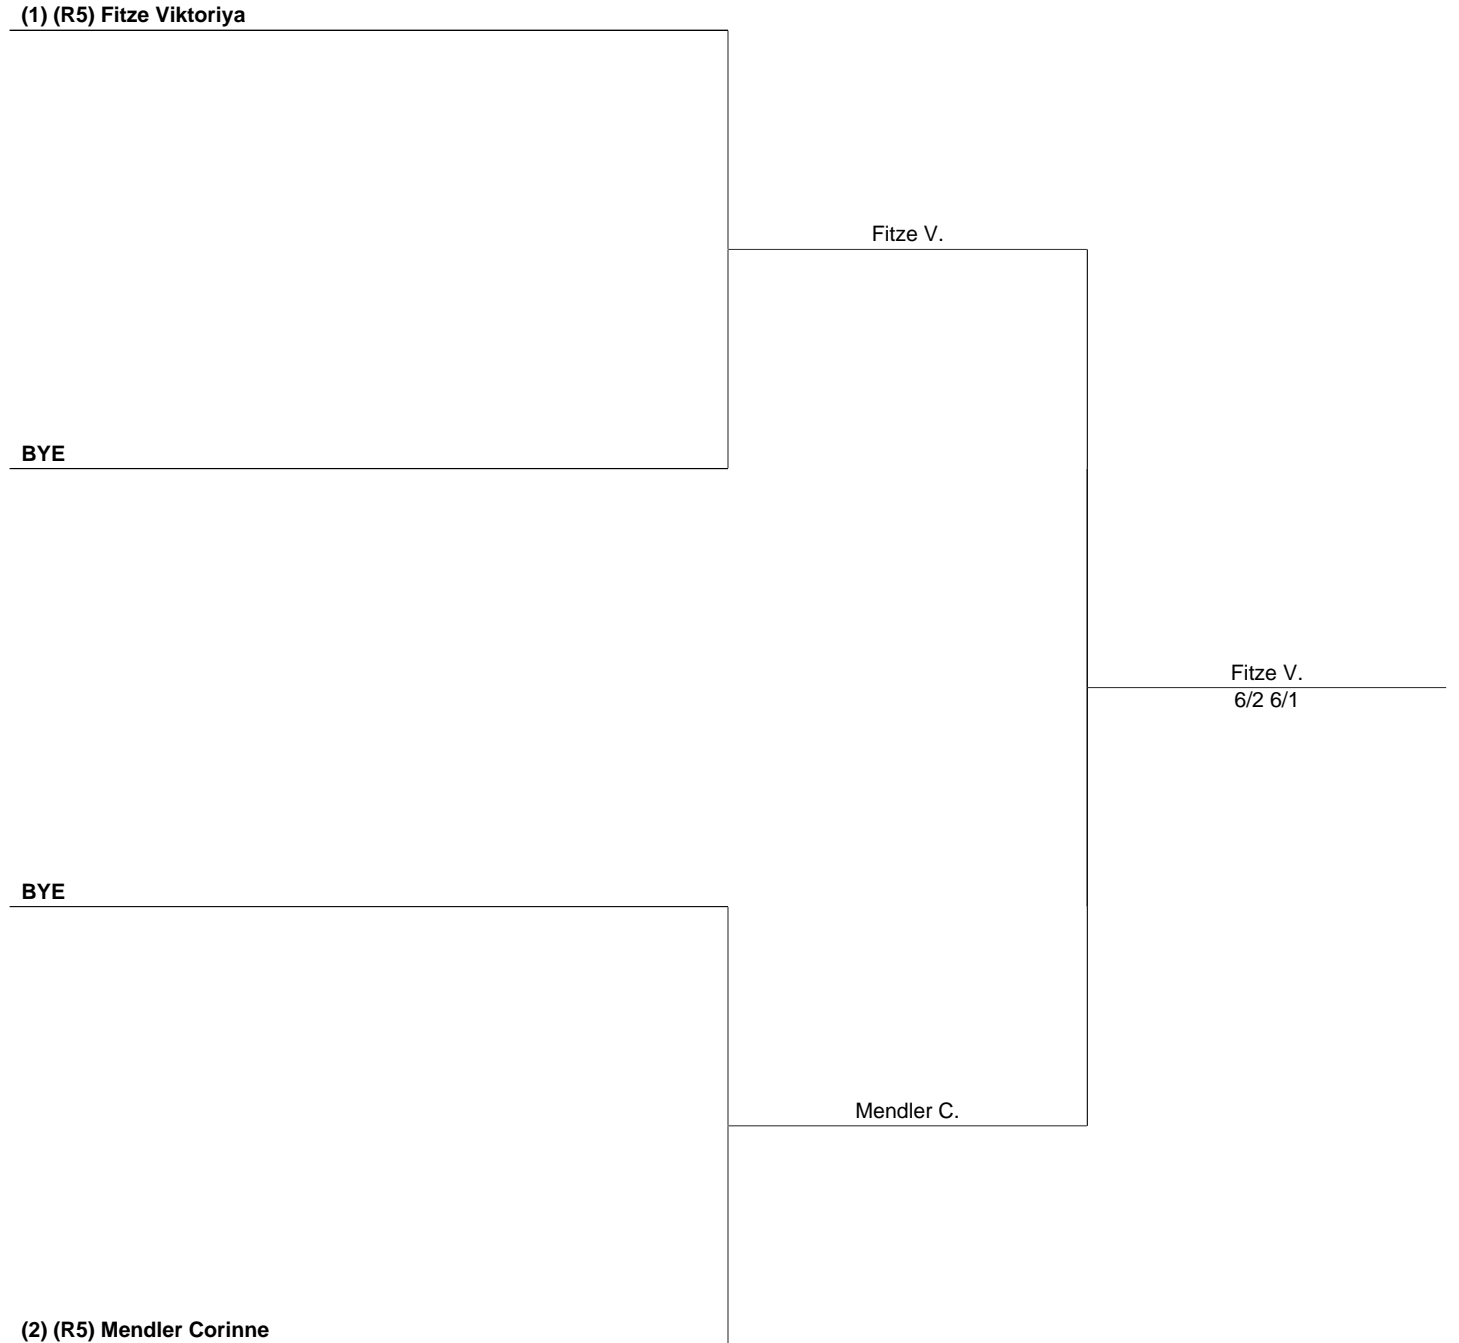 (1) (R5) Fitze Viktoriya
Fitze V.
BYE
Fitze V.
6/2 6/1
BYE
Mendler C.
(2) (R5) Mendler Corinne